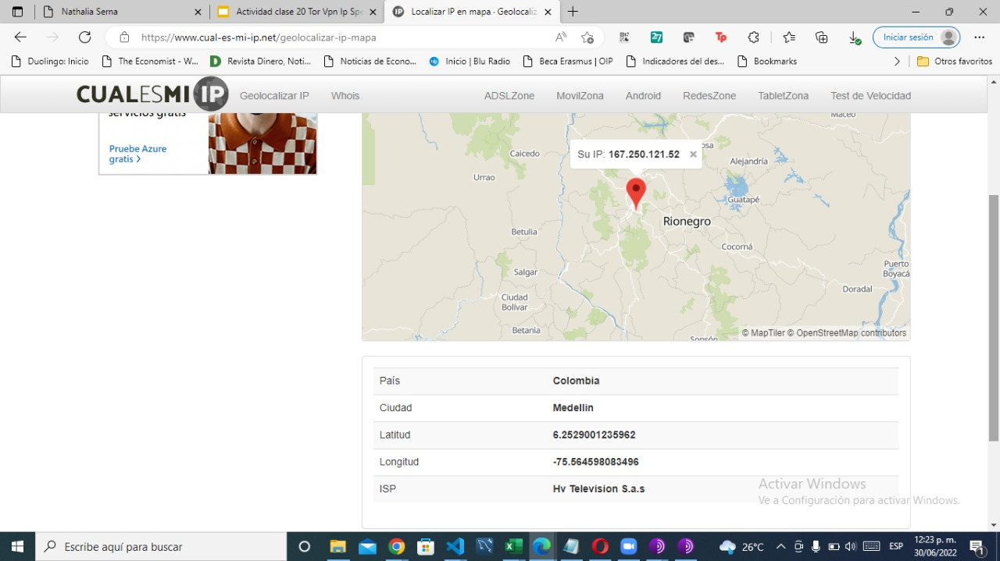 Nathalia Serna
Actividad clase 20 Tor Vpn Ip Spe
Localizar IP en mapa - Geolocaliz
https://www.cual-es-mi-ip.net/geolocalizar-ip-mapa
Iniciar sesión
Duolingo: Inicio
The Economist - W...
Revista Dinero, Noti...
Noticias de Econo...
Inicio | Blu Radio
Beca Erasmus | OIP
Indicadores del des...
Bookmarks
Otros favoritos
CUALESMI IP
Geolocalizar IP
Whois
ADSLZone
MovilZona
Android
RedesZone
TabletZona
Test de Velocidad
servicios gratis
Pruebe Azure
gratis >
Maceo
Caicedo
Su IP: 167.250.121.52
osa
Alejandría
Urrao
Guatapé
Rionegro
Betulia
Cocorná
Salgar
Puerto
Boyacá
Doradal
Ciudad
Bolívar
Betania
Sonsón
© MapTiler © OpenStreetMap contributors
País Colombia
Ciudad Medellin
Latitud 6.2529001235962
Longitud -75.564598083496
ISP Hv Television S.a.s
Activar Windows
Ve a Configuración para activar Windows.
Escribe aquí para buscar
26°C
ESP
12:23 p. m.
30/06/2022
1